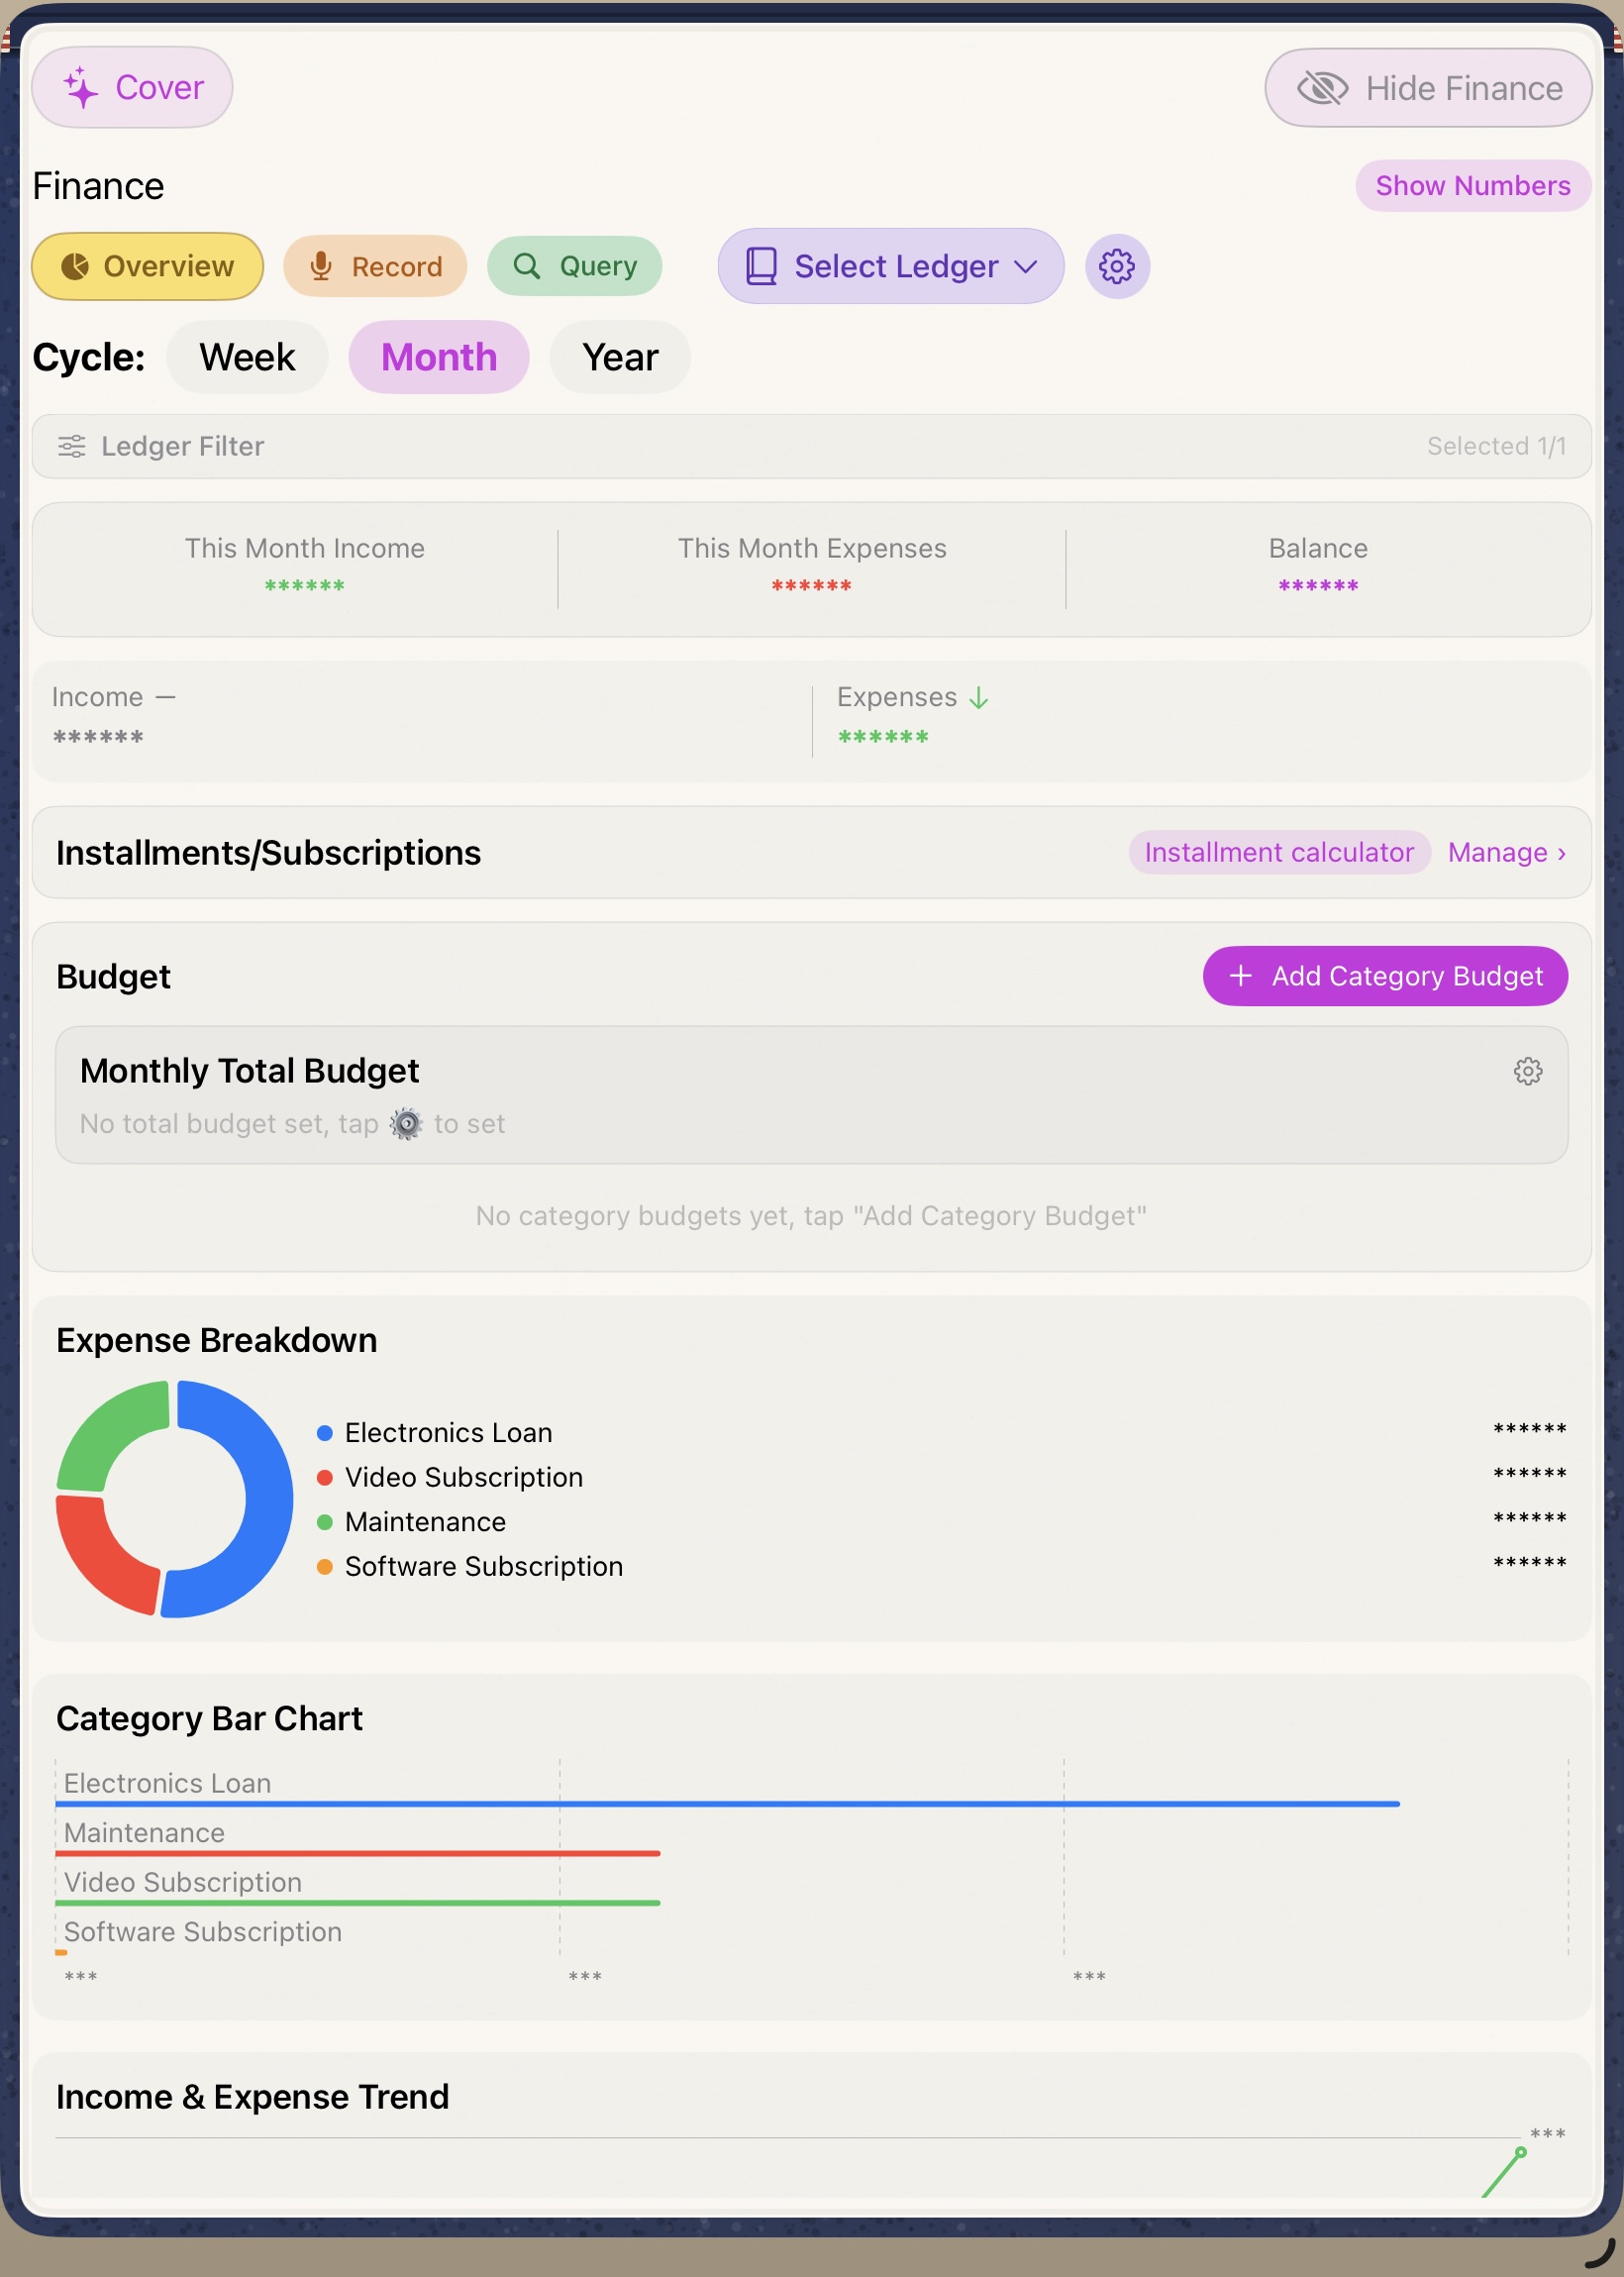 Cover
Hide Finance
Finance
Show Numbers
Overview
Record
Query
Select Ledger
Cycle:
Week
Month
Year
Ledger Filter
Selected 1/1
This Month Income
This Month Expenses
Balance
******
******
******
Income —
Expenses ↓
******
******
Installments/Subscriptions
Installment calculator
Manage ›
Budget
+ Add Category Budget
Monthly Total Budget
No total budget set, tap ⚙️ to set
No category budgets yet, tap "Add Category Budget"
Expense Breakdown
Electronics Loan ******
Video Subscription ******
Maintenance ******
Software Subscription ******
Category Bar Chart
Electronics Loan
Maintenance
Video Subscription
Software Subscription
*** *** ***
Income & Expense Trend
***